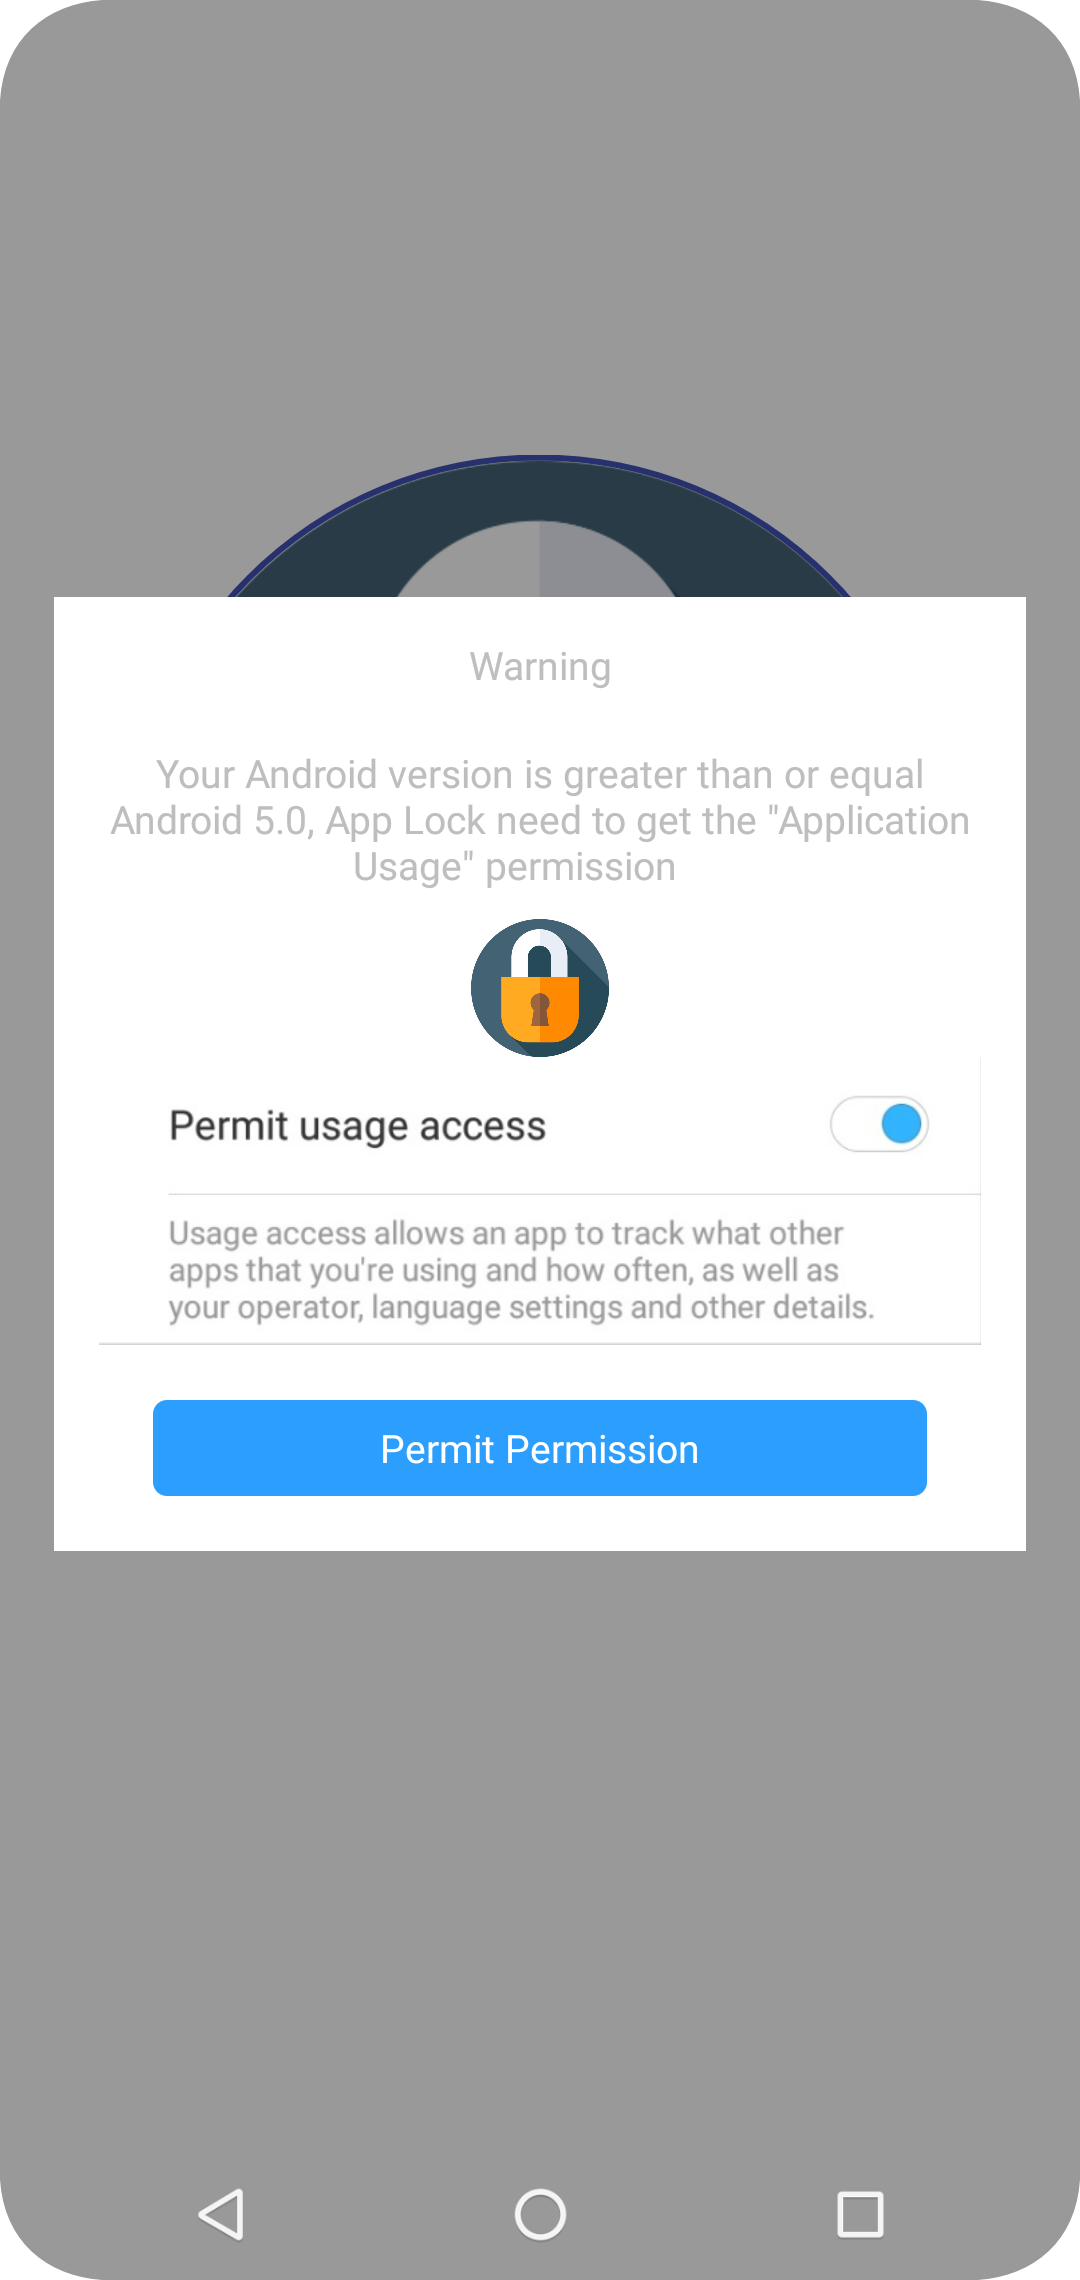 Warning
Your Android version is greater than or equal
Android 5.0, App Lock need to get the "Application
Usage" permission
Permit usage access
Usage access allows an app to track what other
apps that you're using and how often, as well as
your operator, language settings and other details.
Permit Permission